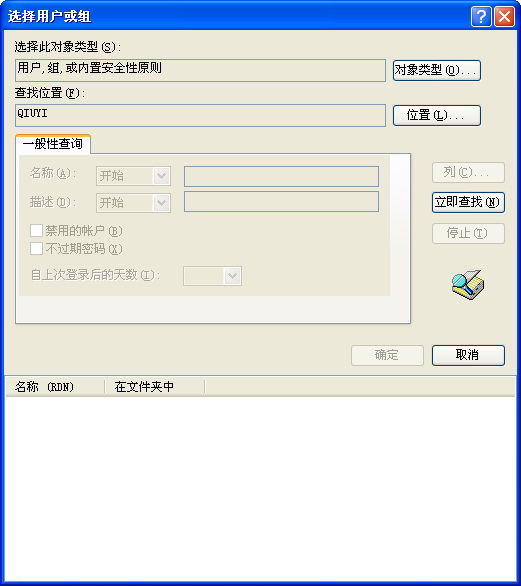 选择用户或组
选择此对象类型(S):
用户,组,或内置安全性原则
对象类型(O)...
查找位置(F):
QIUYI
位置(L)...
一般性查询
名称(A): 开始
描述(D): 开始
禁用的帐户(B)
不过期密码(X)
自上次登录后的天数(I):
列(C)...
立即查找(N)
停止(T)
确定
取消
名称 (RDN) 在文件夹中